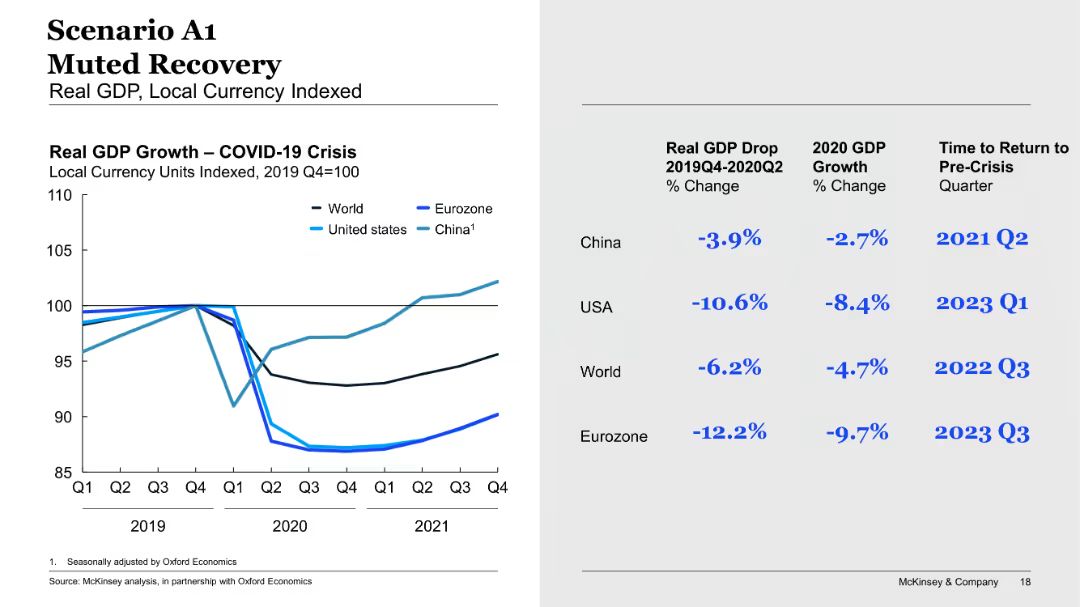 Scenario A1
Muted Recovery
Real GDP, Local Currency Indexed
Real GDP Growth – COVID-19 Crisis
Local Currency Units Indexed, 2019 Q4=100
110
105
100
95
90
85
World
Eurozone
United states
China1
Q1 Q2 Q3 Q4 Q1 Q2 Q3 Q4 Q1 Q2 Q3 Q4
2019 2020 2021
1. Seasonally adjusted by Oxford Economics
Source: McKinsey analysis, in partnership with Oxford Economics
Real GDP Drop
2019Q4-2020Q2
% Change
2020 GDP
Growth
% Change
Time to Return to
Pre-Crisis
Quarter
China -3.9% -2.7% 2021 Q2
USA -10.6% -8.4% 2023 Q1
World -6.2% -4.7% 2022 Q3
Eurozone -12.2% -9.7% 2023 Q3
McKinsey & Company 18